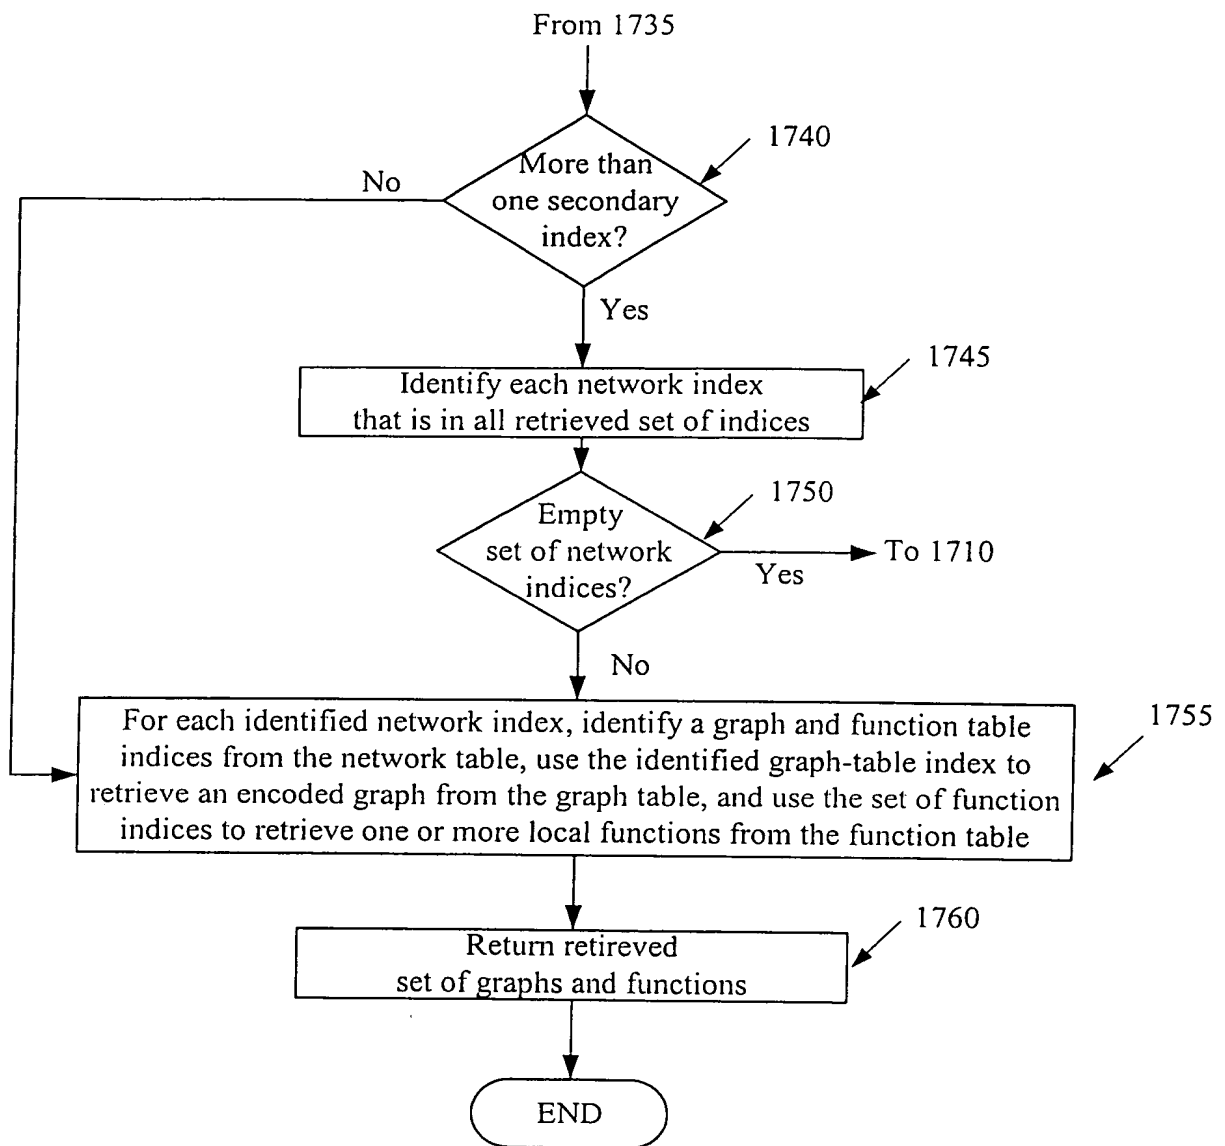 From 1735
1740
More than
one secondary
index?
No
Yes
1745
Identify each network index
that is in all retrieved set of indices
1750
Empty
set of network
indices?
To 1710
Yes
No
1755
For each identified network index, identify a graph and function table
indices from the network table, use the identified graph-table index to
retrieve an encoded graph from the graph table, and use the set of function
indices to retrieve one or more local functions from the function table
1760
Return retireved
set of graphs and functions
END